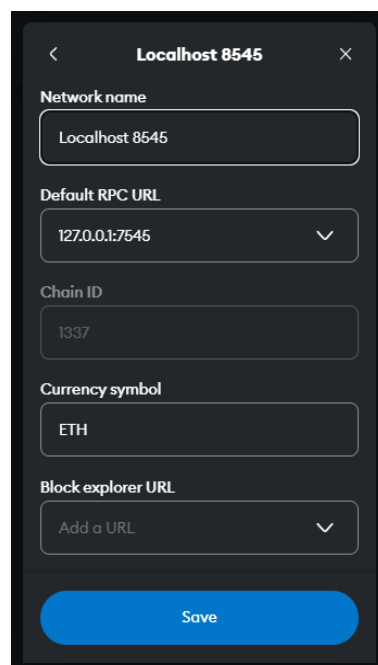 Localhost 8545
Network name
Localhost 8545
Default RPC URL
127.0.0.1:7545
Chain ID
1337
Currency symbol
ETH
Block explorer URL
Add a URL
Save